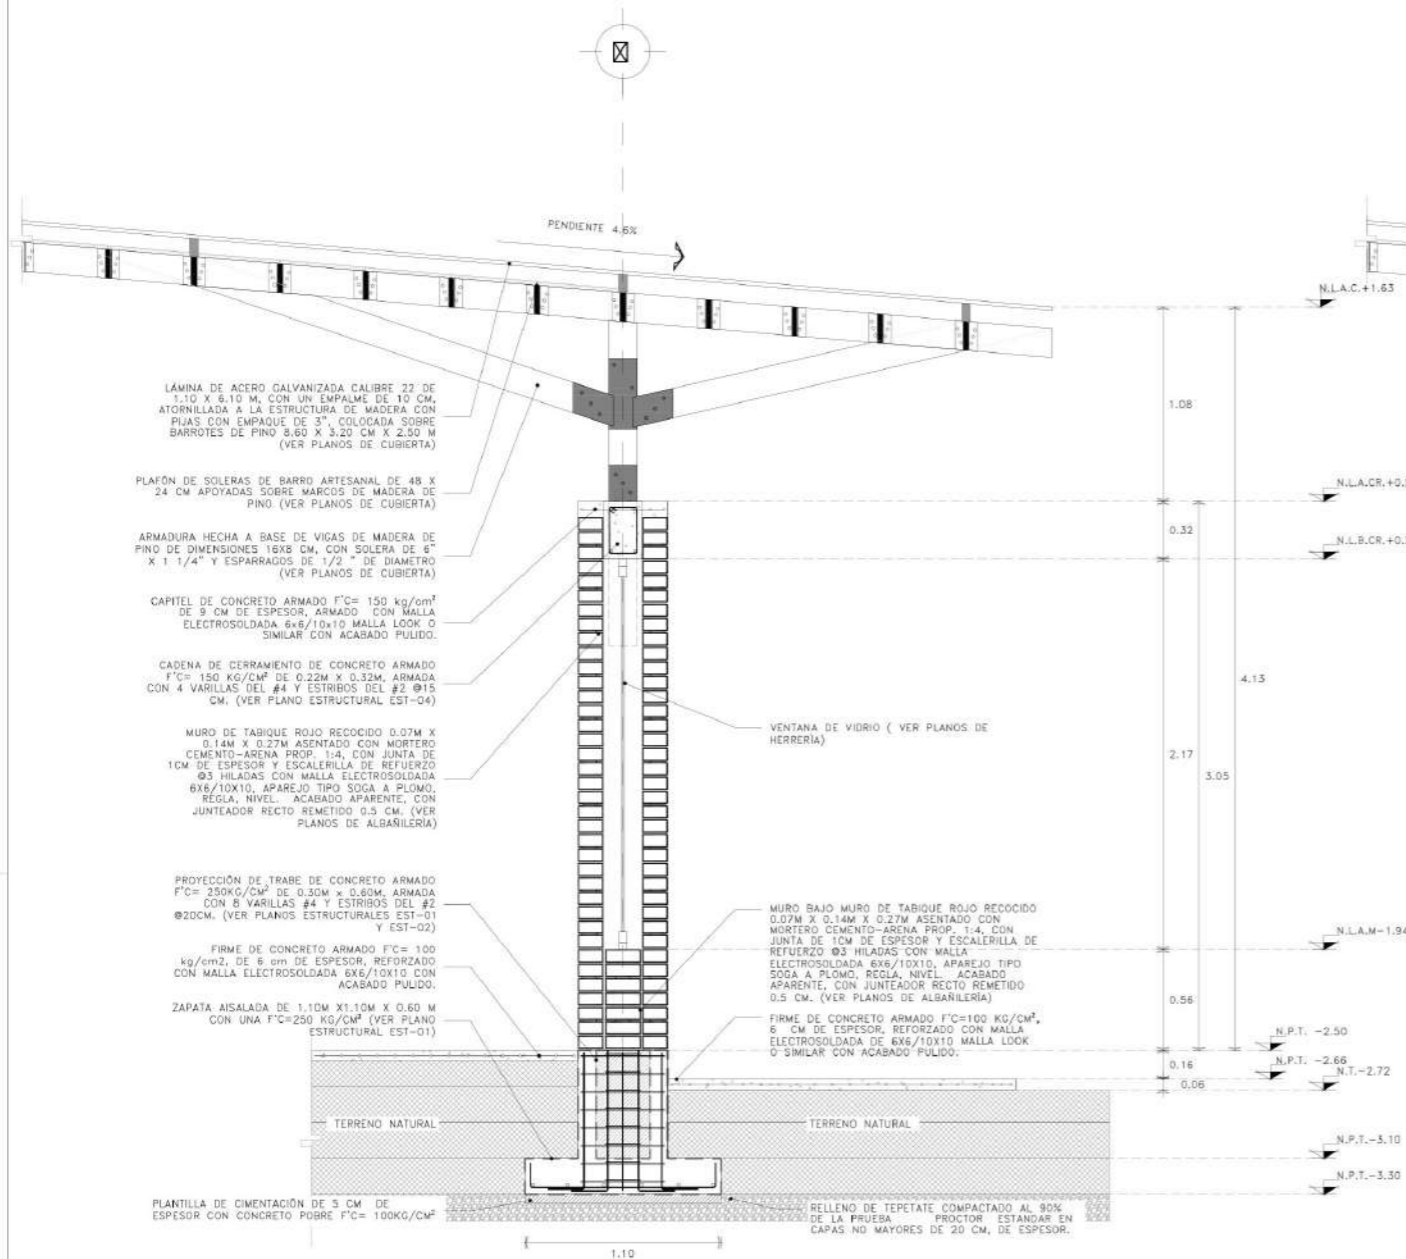 PENDIENTE 4.6%
N.L.A.C.+1.63
LÁMINA DE ACERO GALVANIZADA CALIBRE 22 DE
1.10 X 6.10 M, CON UN EMPALME DE 10 CM,
ATORNILLADA A LA ESTRUCTURA DE MADERA CON
PIJAS CON EMPAQUE DE 3", COLOCADA SOBRE
BARROTES DE PINO 8.60 X 3.20 CM X 2.50 M
(VER PLANOS DE CUBIERTA)
1.08
PLAFÓN DE SOLERAS DE BARRO ARTESANAL DE 48 X
24 CM APOYADAS SOBRE MARCOS DE MADERA DE
PINO (VER PLANOS DE CUBIERTA)
N.L.A.CR.+0.
0.32
ARMADURA HECHA A BASE DE VIGAS DE MADERA DE
PINO DE DIMENSIONES 16X8 CM, CON SOLERA DE 6"
X 1 1/4" Y ESPARRAGOS DE 1/2 " DE DIAMETRO
(VER PLANOS DE CUBIERTA)
N.L.B.CR.+0.
CAPITEL DE CONCRETO ARMADO F'C= 150 kg/cm²
DE 9 CM DE ESPESOR, ARMADO CON MALLA
ELECTROSOLDADA 6x6/10x10 MALLA LOOK O
SIMILAR CON ACABADO PULIDO.
CADENA DE CERRAMIENTO DE CONCRETO ARMADO
F'C= 150 KG/CM² DE 0.22M X 0.32M, ARMADA
CON 4 VARILLAS DEL #4 Y ESTRIBOS DEL #2 @15
CM. (VER PLANO ESTRUCTURAL EST-04)
4.13
MURO DE TABIQUE ROJO RECOCIDO 0.07M X
0.14M X 0.27M ASENTADO CON MORTERO
CEMENTO-ARENA PROP. 1:4, CON JUNTA DE
1CM DE ESPESOR Y ESCALERILLA DE REFUERZO
@3 HILADAS CON MALLA ELECTROSOLDADA
6X6/10X10, APAREJO TIPO SOGA A PLOMO,
REGLA, NIVEL. ACABADO APARENTE, CON
JUNTEADOR RECTO REMETIDO 0.5 CM. (VER
PLANOS DE ALBAÑILERÍA)
VENTANA DE VIDRIO ( VER PLANOS DE
HERRERÍA)
2.17
3.05
PROYECCIÓN DE TRABE DE CONCRETO ARMADO
F'C= 250KG/CM² DE 0.30M x 0.60M, ARMADA
CON 8 VARILLAS #4 Y ESTRIBOS DEL #2
@20CM. (VER PLANOS ESTRUCTURALES EST-01
Y EST-02)
MURO BAJO MURO DE TABIQUE ROJO RECOCIDO
0.07M X 0.14M X 0.27M ASENTADO CON
MORTERO CEMENTO-ARENA PROP. 1:4, CON
JUNTA DE 1CM DE ESPESOR Y ESCALERILLA DE
REFUERZO @3 HILADAS CON MALLA
ELECTROSOLDADA 6X6/10X10, APAREJO TIPO
SOGA A PLOMO, REGLA, NIVEL. ACABADO
APARENTE, CON JUNTEADOR RECTO REMETIDO
0.5 CM. (VER PLANOS DE ALBAÑILERÍA)
N.L.A.M-1.94
0.56
FIRME DE CONCRETO ARMADO F'C= 100
kg/cm2, DE 6 cm DE ESPESOR, REFORZADO
CON MALLA ELECTROSOLDADA 6X6/10X10 CON
ACABADO PULIDO.
ZAPATA AISALADA DE 1.10M X1.10M X 0.60 M
CON UNA F'C=250 KG/CM² (VER PLANO
ESTRUCTURAL EST-01)
FIRME DE CONCRETO ARMADO F'C=100 KG/CM²,
6 CM DE ESPESOR, REFORZADO CON MALLA
ELECTROSOLDADA DE 6X6/10X10 MALLA LOOK
O SIMILAR CON ACABADO PULIDO.
N.P.T. -2.50
0.16
N.P.T. -2.66
N.T.-2.72
0.06
TERRENO NATURAL
TERRENO NATURAL
N.P.T.-3.10
N.P.T.-3.30
PLANTILLA DE CIMENTACIÓN DE 5 CM DE
ESPESOR CON CONCRETO POBRE F'C= 100KG/CM²
RELLENO DE TEPETATE COMPACTADO AL 90%
DE LA PRUEBA PROCTOR ESTANDAR EN
CAPAS NO MAYORES DE 20 CM, DE ESPESOR.
1.10